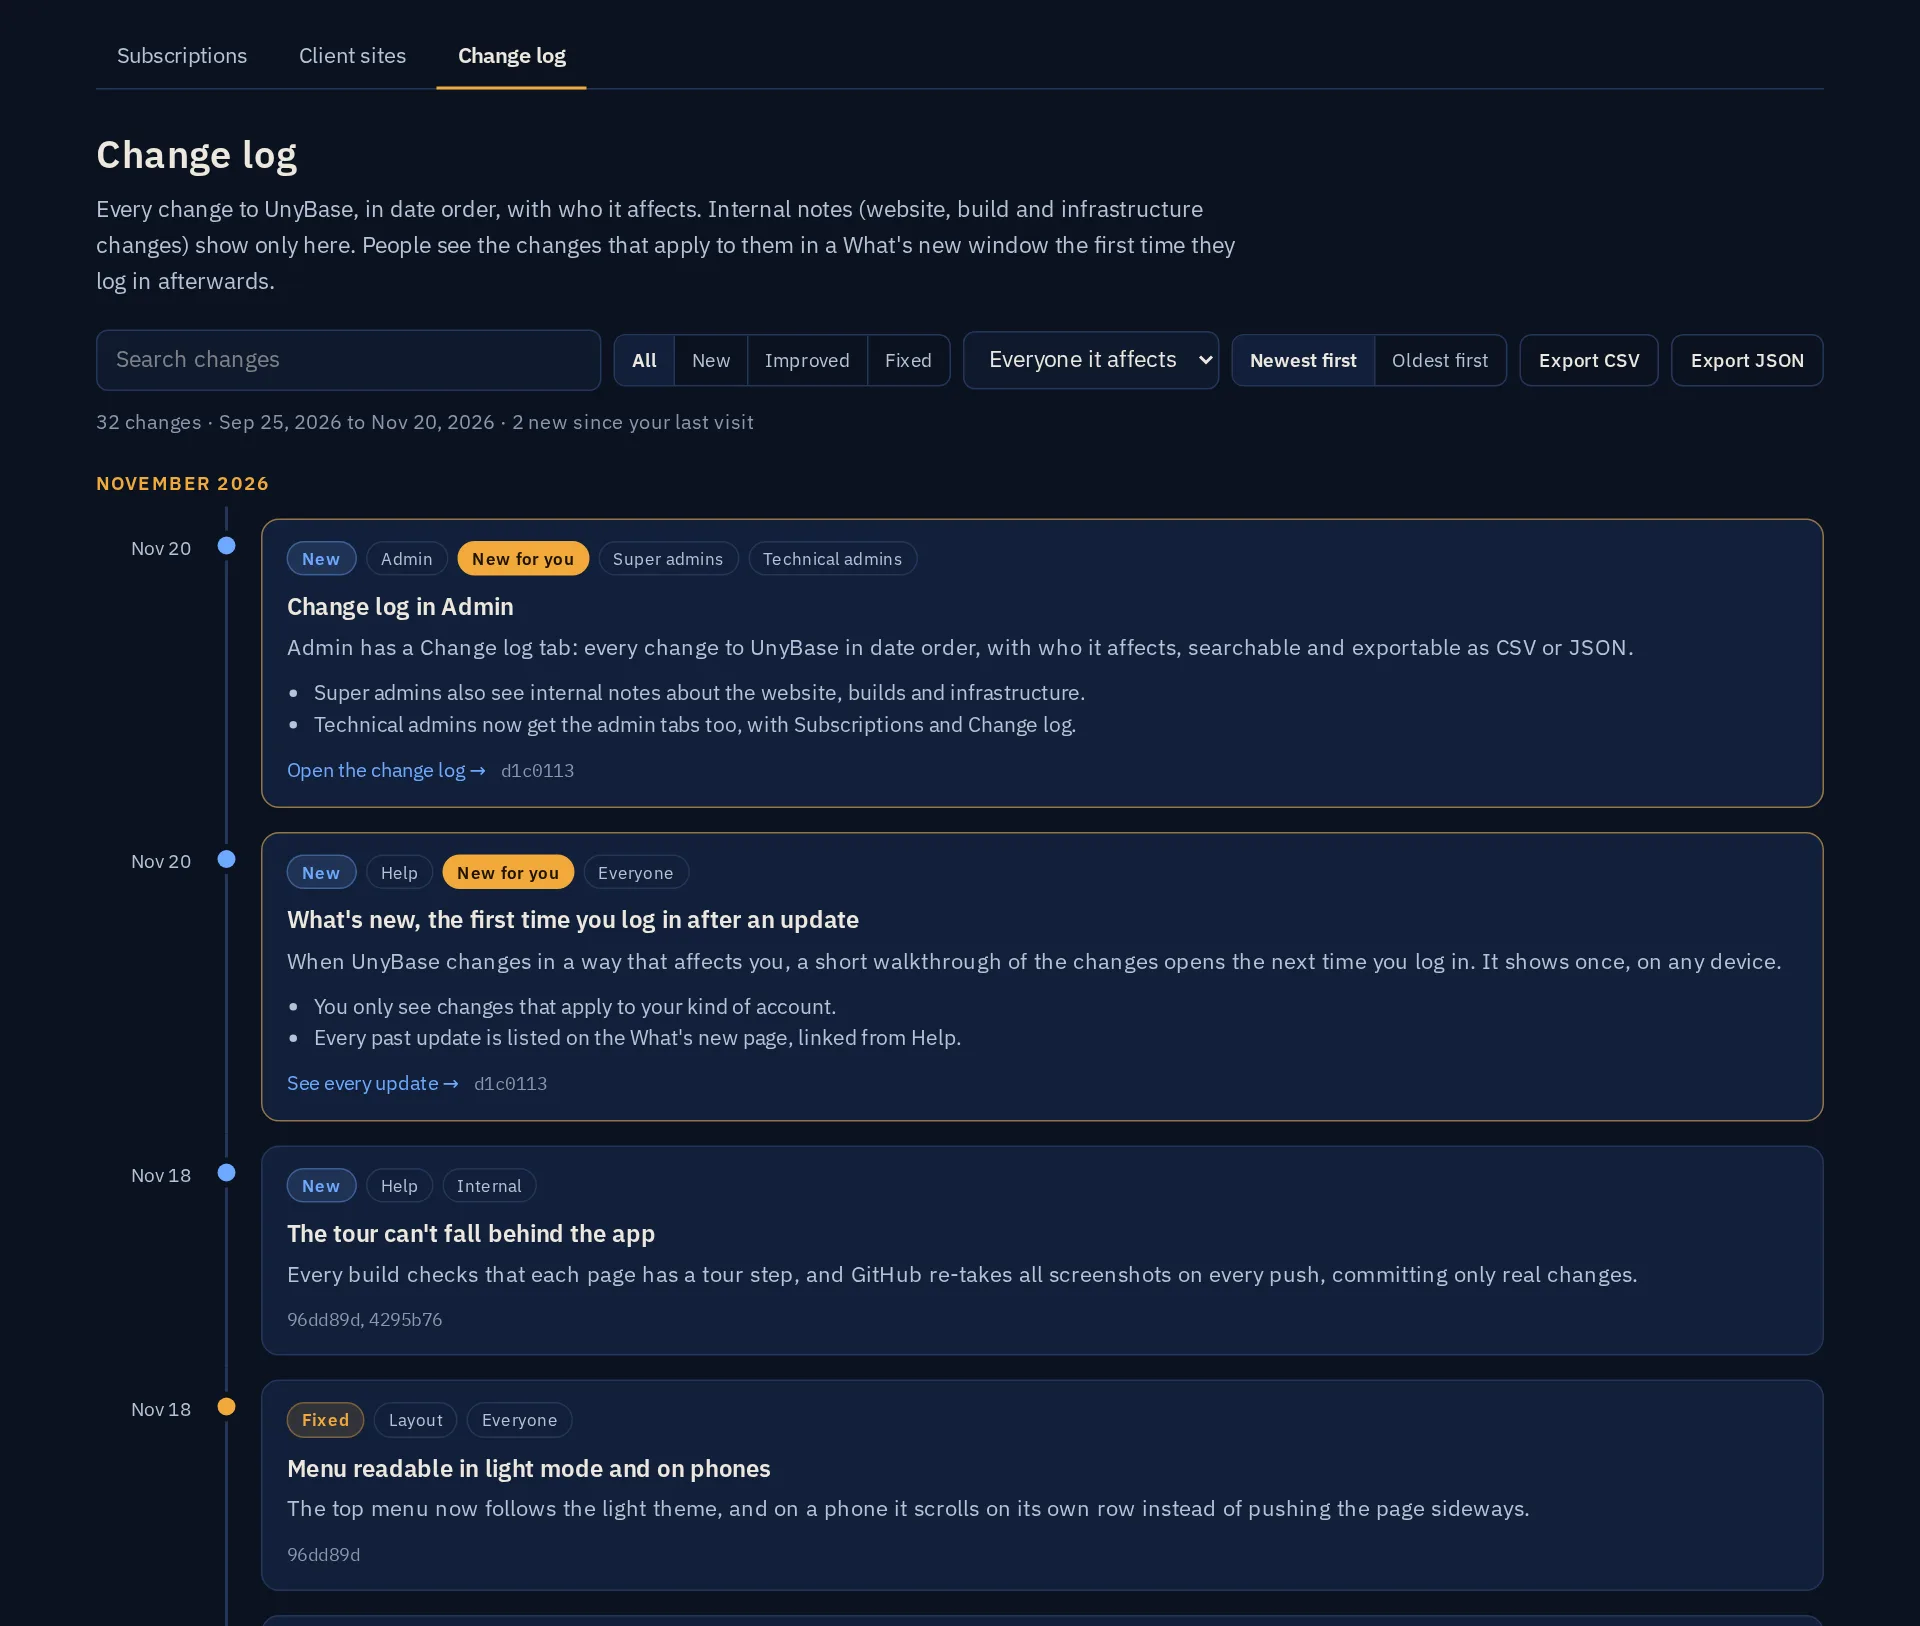 Subscriptions Client sites Change log
Change log
Every change to UnyBase, in date order, with who it affects. Internal notes (website, build and infrastructure
changes) show only here. People see the changes that apply to them in a What's new window the first time they
log in afterwards.
Search changes All New Improved Fixed Everyone it affects Newest first Oldest first Export CSV Export JSON
32 changes · Sep 25, 2026 to Nov 20, 2026 · 2 new since your last visit
NOVEMBER 2026
Nov 20
New Admin New for you Super admins Technical admins
Change log in Admin
Admin has a Change log tab: every change to UnyBase in date order, with who it affects, searchable and exportable as CSV or JSON.
• Super admins also see internal notes about the website, builds and infrastructure.
• Technical admins now get the admin tabs too, with Subscriptions and Change log.
Open the change log → d1c0113
Nov 20
New Help New for you Everyone
What's new, the first time you log in after an update
When UnyBase changes in a way that affects you, a short walkthrough of the changes opens the next time you log in. It shows once, on any device.
• You only see changes that apply to your kind of account.
• Every past update is listed on the What's new page, linked from Help.
See every update → d1c0113
Nov 18
New Help Internal
The tour can't fall behind the app
Every build checks that each page has a tour step, and GitHub re-takes all screenshots on every push, committing only real changes.
96dd89d, 4295b76
Nov 18
Fixed Layout Everyone
Menu readable in light mode and on phones
The top menu now follows the light theme, and on a phone it scrolls on its own row instead of pushing the page sideways.
96dd89d